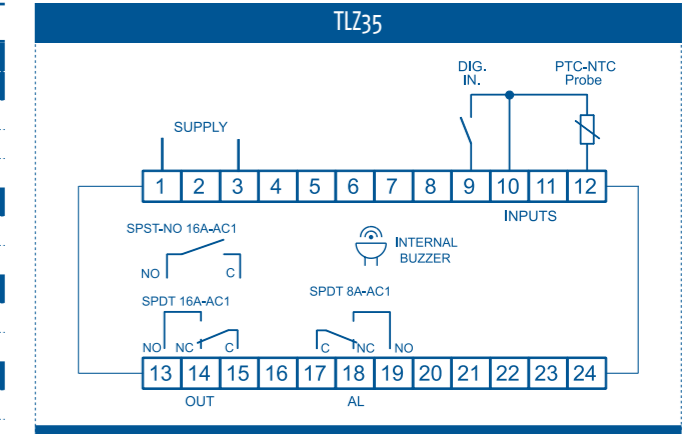 TLZ35
DIG. IN.
PTC-NTC Probe
SUPPLY
1 2 3 4 5 6 7 8 9 10 11 12
INPUTS
SPST-NO 16A-AC1
INTERNAL BUZZER
NO C
SPDT 16A-AC1
SPDT 8A-AC1
NO NC C C NC NO
13 14 15 16 17 18 19 20 21 22 23 24
OUT AL